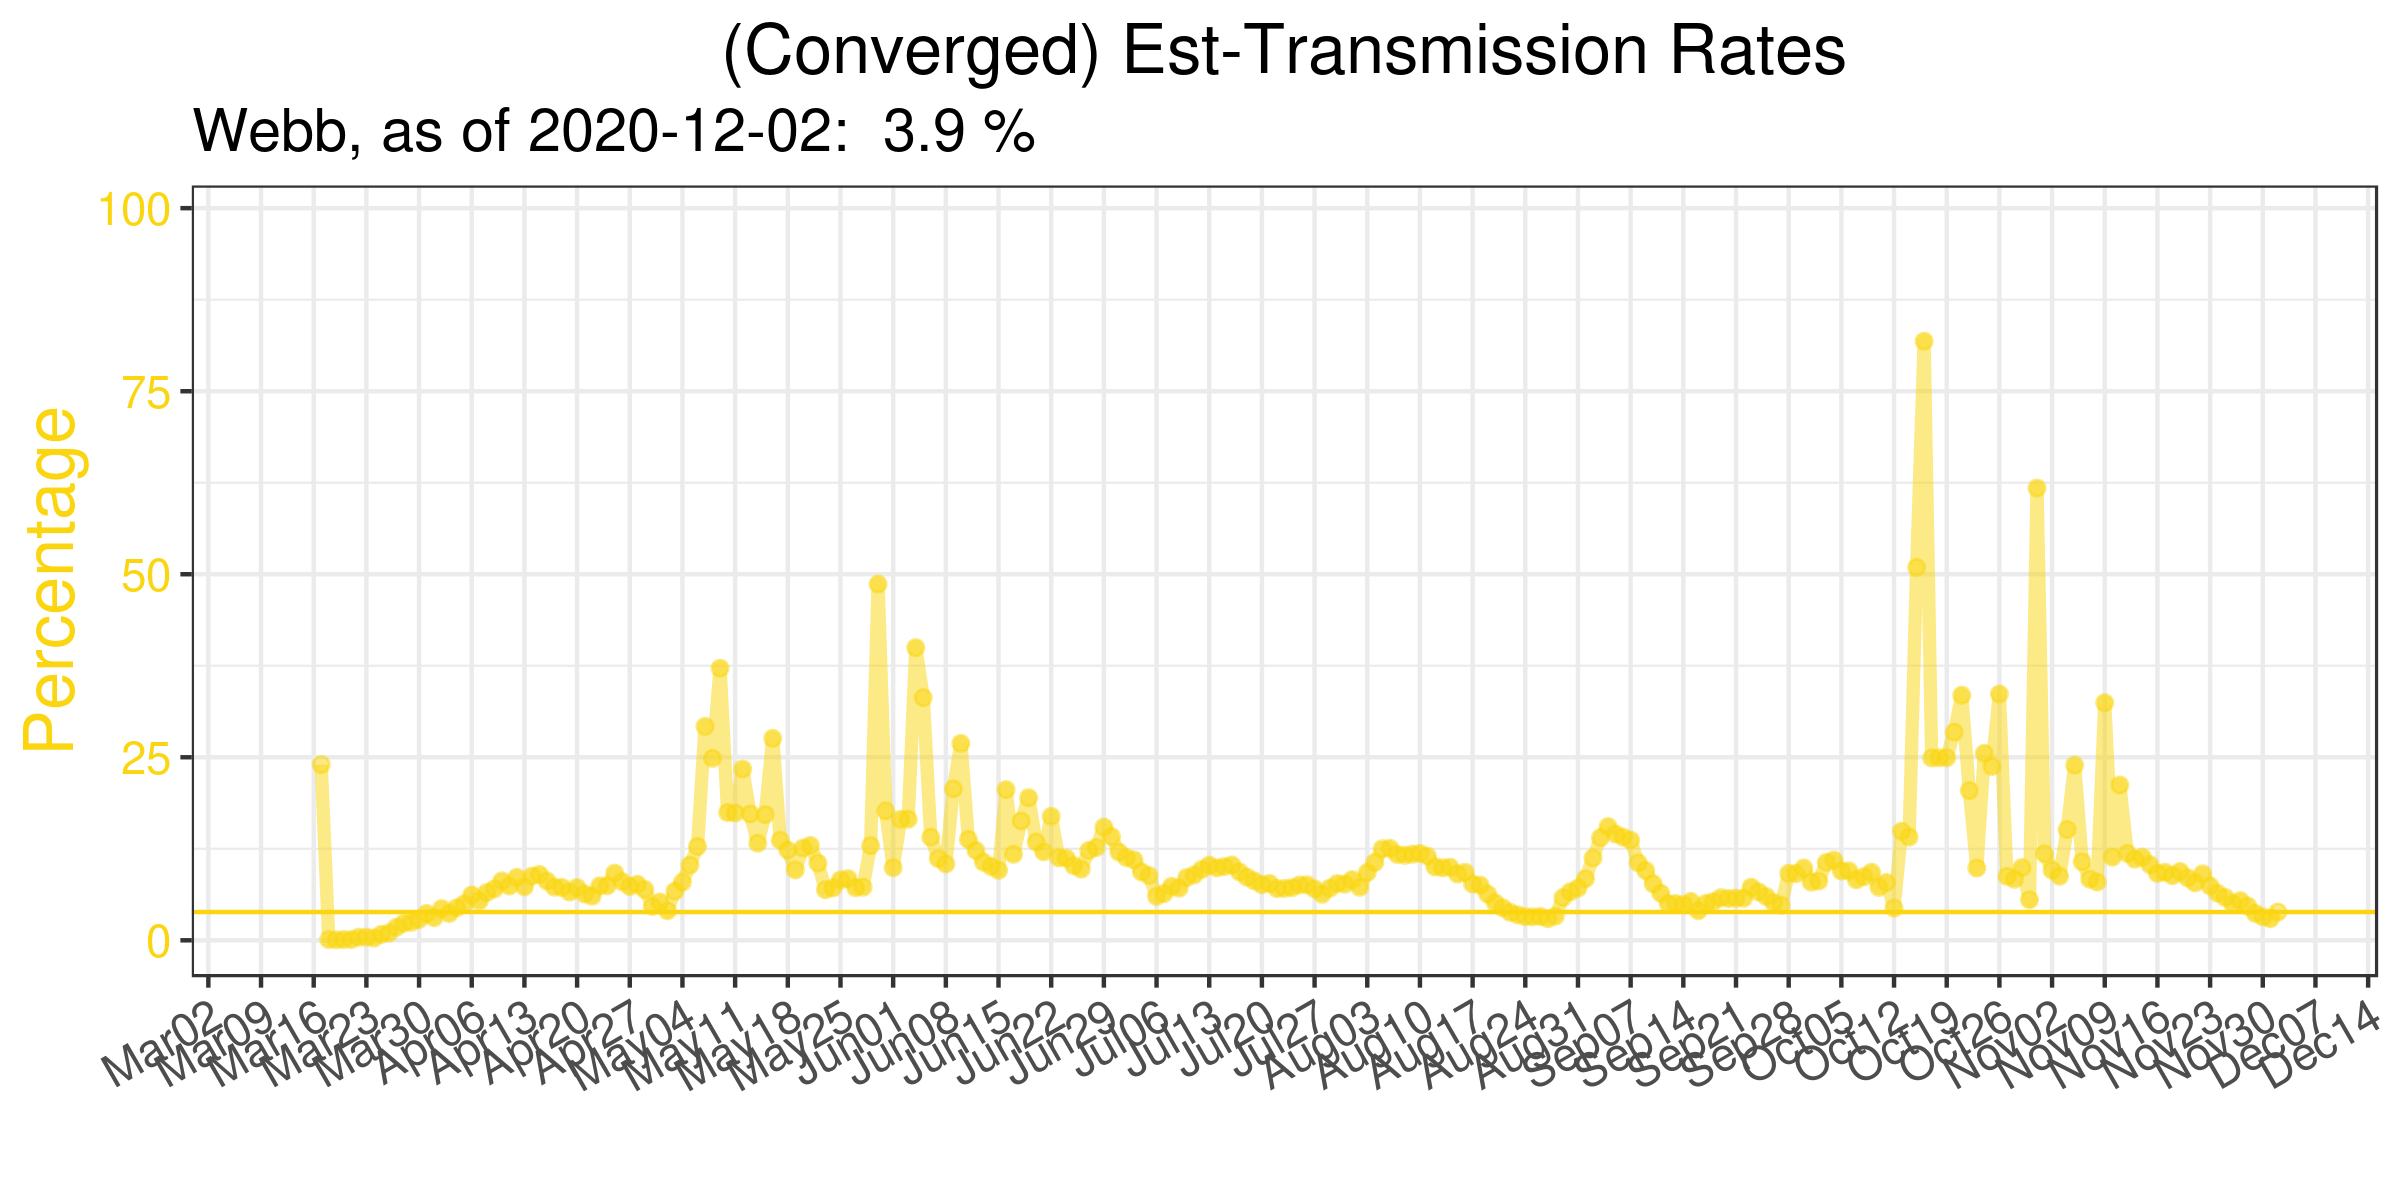 (Converged) Est-Transmission Rates
Webb, as of 2020-12-02:  3.9 %
Percentage
100
75
50
25
0
Mar02 Mar09 Mar16 Mar23 Mar30 Apr06 Apr13 Apr20 Apr27 May04 May11 May18 May25 Jun01 Jun08 Jun15 Jun22 Jun29 Jul06 Jul13 Jul20 Jul27 Aug03 Aug10 Aug17 Aug24 Aug31 Sep07 Sep14 Sep21 Sep28 Oct05 Oct12 Oct19 Oct26 Nov02 Nov09 Nov16 Nov23 Nov30 Dec07 Dec14